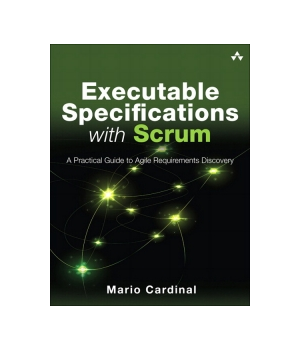 Executable
Specifications
with Scrum
A Practical Guide to Agile Requirements Discovery
Mario Cardinal